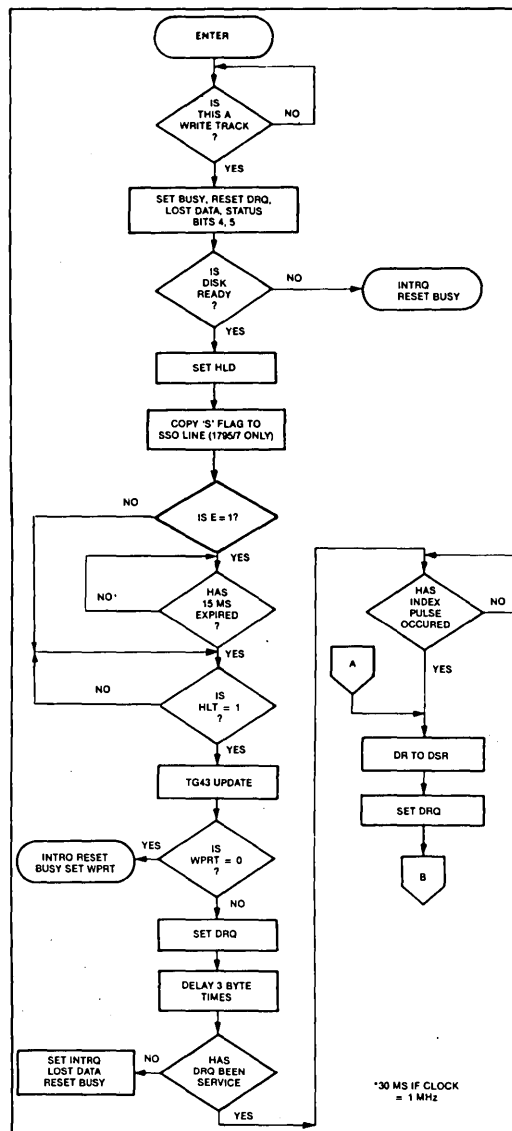 ENTER
IS
THIS A
WRITE TRACK
?
NO
YES
SET BUSY, RESET DRQ,
LOST DATA, STATUS
BITS 4, 5
IS
DISK
READY
?
NO
INTRQ
RESET BUSY
YES
SET HLD
COPY 'S' FLAG TO
SSO LINE (1795/7 ONLY)
NO
IS E = 1?
YES
NO*
HAS
15 MS
EXPIRED
?
YES
NO
IS
HLT = 1
?
YES
TG43 UPDATE
IS
WPRT = 0
?
YES
INTRO RESET
BUSY SET WPRT
NO
SET DRQ
DELAY 3 BYTE
TIMES
HAS
DRQ BEEN
SERVICE
NO
SET INTRQ
LOST DATA
RESET BUSY
YES
HAS
INDEX
PULSE
OCCURED
NO
YES
A
DR TO DSR
SET DRQ
B
*30 MS IF CLOCK
= 1 MHz